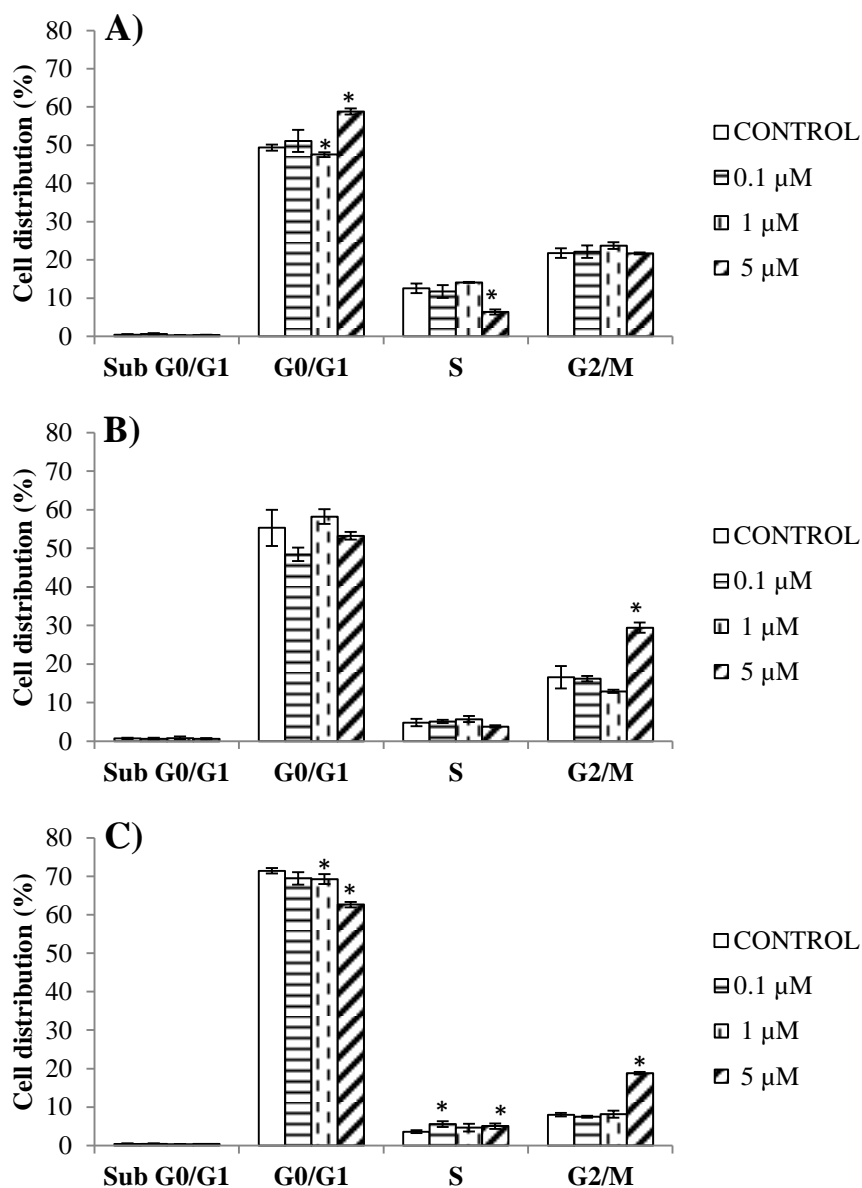 A)
Cell distribution (%)
80
70
60
50
40
30
20
10
0
*
*
*
Sub G0/G1 G0/G1 S G2/M
CONTROL
0.1 µM
1 µM
5 µM
B)
Cell distribution (%)
80
70
60
50
40
30
20
10
0
*
Sub G0/G1 G0/G1 S G2/M
CONTROL
0.1 µM
1 µM
5 µM
C)
Cell distribution (%)
80
70
60
50
40
30
20
10
0
*
*
*
*
*
Sub G0/G1 G0/G1 S G2/M
CONTROL
0.1 µM
1 µM
5 µM